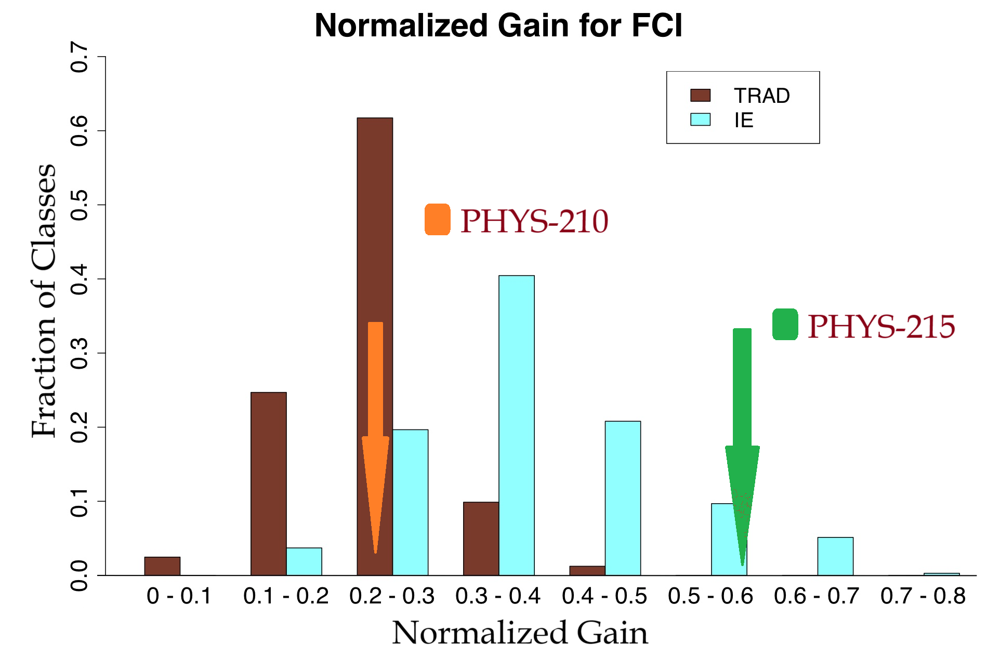 Normalized Gain for FCI
0.7
0.6
0.5
0.4
0.3
0.2
0.1
0.0
Fraction of Classes
TRAD
IE
PHYS-210
PHYS-215
0 - 0.1
0.1 - 0.2
0.2 - 0.3
0.3 - 0.4
0.4 - 0.5
0.5 - 0.6
0.6 - 0.7
0.7 - 0.8
Normalized Gain